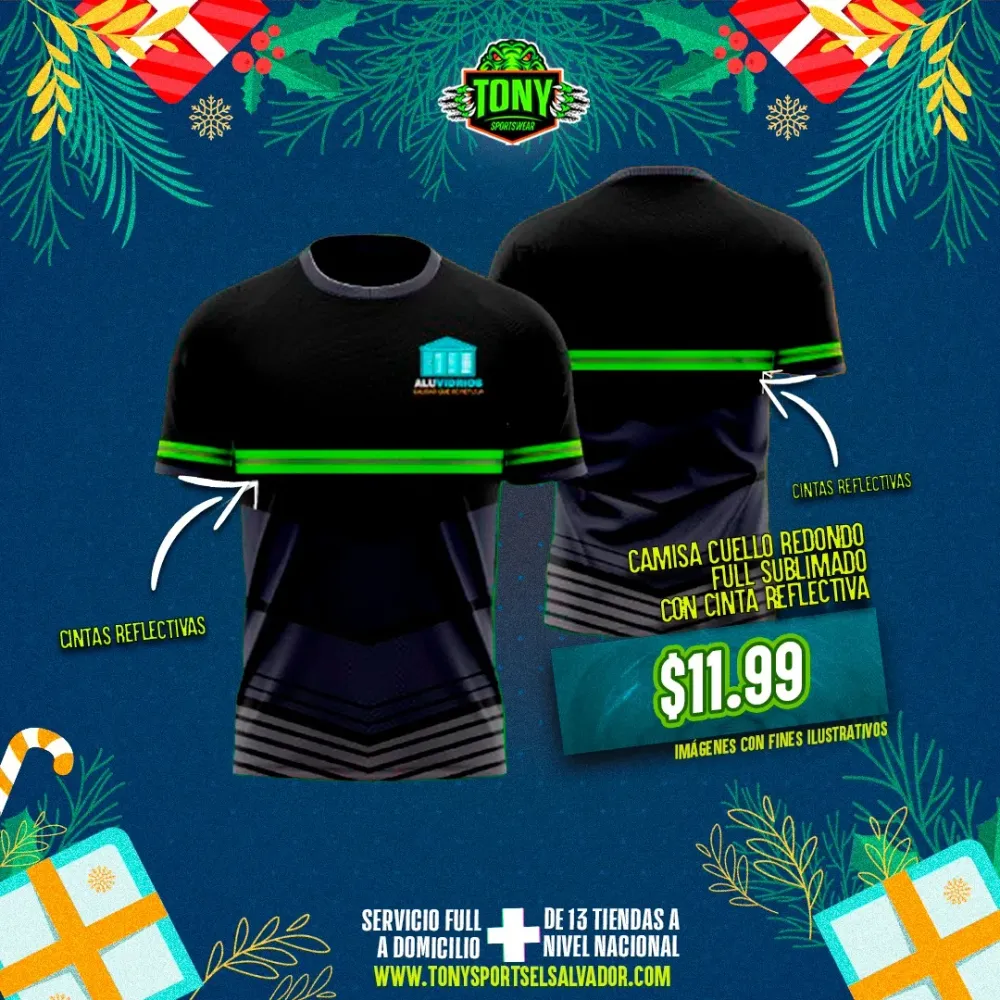 TONY
SPORTSWEAR
ALUVIDRIOS
CINTAS REFLECTIVAS
CINTAS REFLECTIVAS
CAMISA CUELLO REDONDO
FULL SUBLIMADO
CON CINTA REFLECTIVA
$11.99
IMÁGENES CON FINES ILUSTRATIVOS
SERVICIO FULL
A DOMICILIO
DE 13 TIENDAS A
NIVEL NACIONAL
WWW.TONYSPORTSELSALVADOR.COM